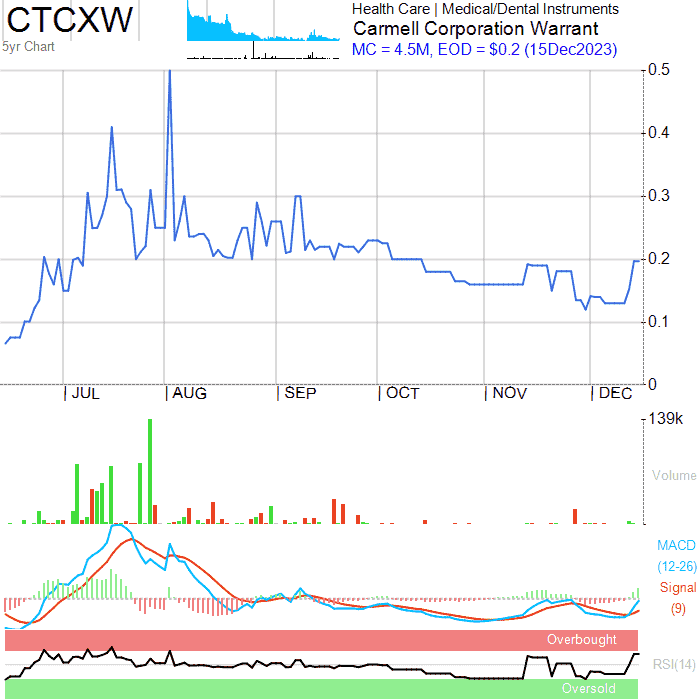 CTCXW
5yr Chart
Health Care | Medical/Dental Instruments
Carmell Corporation Warrant
MC = 4.5M, EOD = $0.2 (15Dec2023)
0.5
0.4
0.3
0.2
0.1
0
JUL AUG SEP OCT NOV DEC
139k
Volume
MACD
(12-26)
Signal
(9)
Overbought
RSI(14)
Oversold